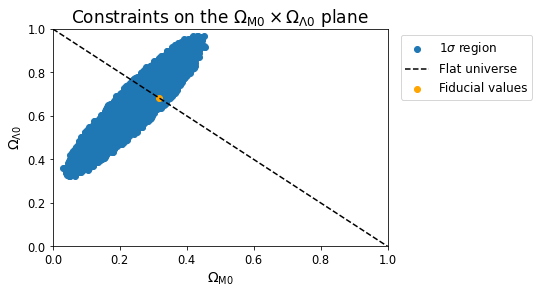 Constraints on the Ω_M0 × Ω_Λ0 plane
1.0
0.8
0.6
0.4
0.2
0.0
Ω_Λ0
0.0 0.2 0.4 0.6 0.8 1.0
Ω_M0
1σ region
Flat universe
Fiducial values